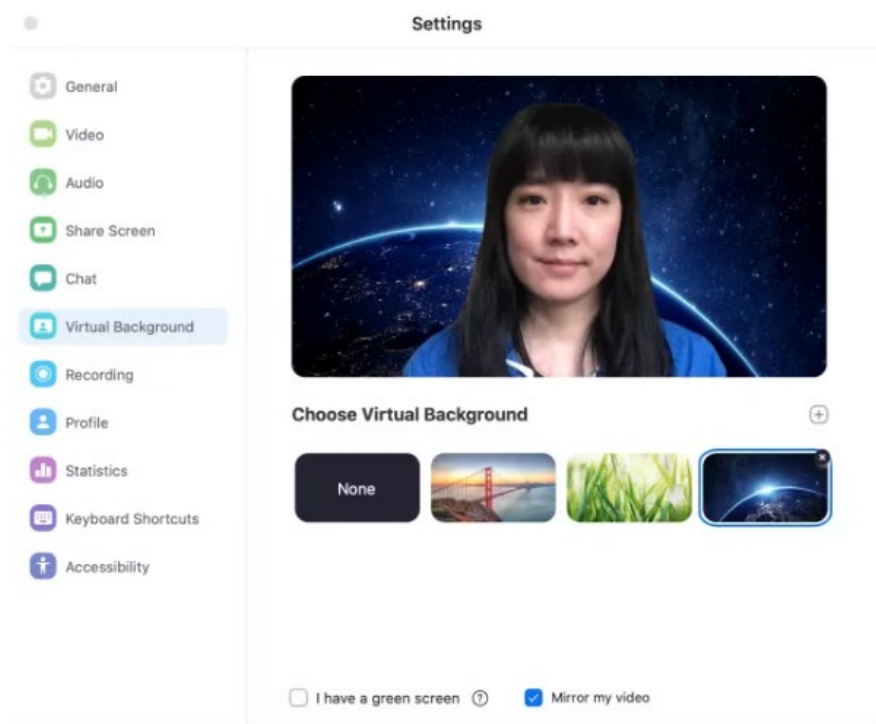 Settings
General
Video
Audio
Share Screen
Chat
Virtual Background
Recording
Profile
Statistics
Keyboard Shortcuts
Accessibility
Choose Virtual Background
None
I have a green screen
Mirror my video